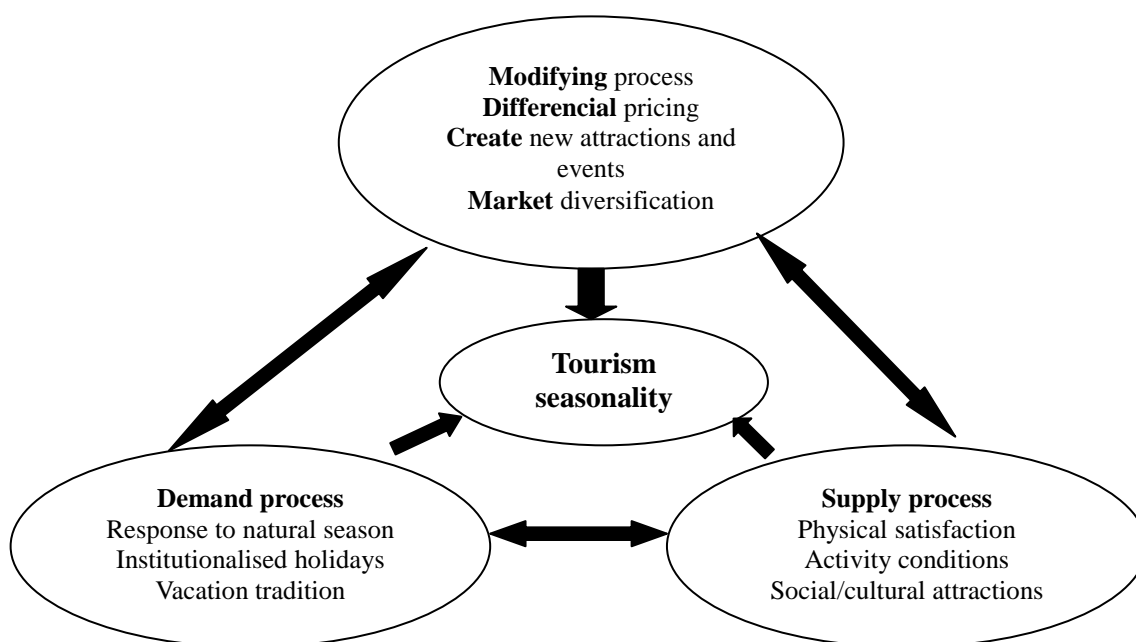 Modifying process
Differencial pricing
Create new attractions and
events
Market diversification
Tourism
seasonality
Demand process
Response to natural season
Institutionalised holidays
Vacation tradition
Supply process
Physical satisfaction
Activity conditions
Social/cultural attractions